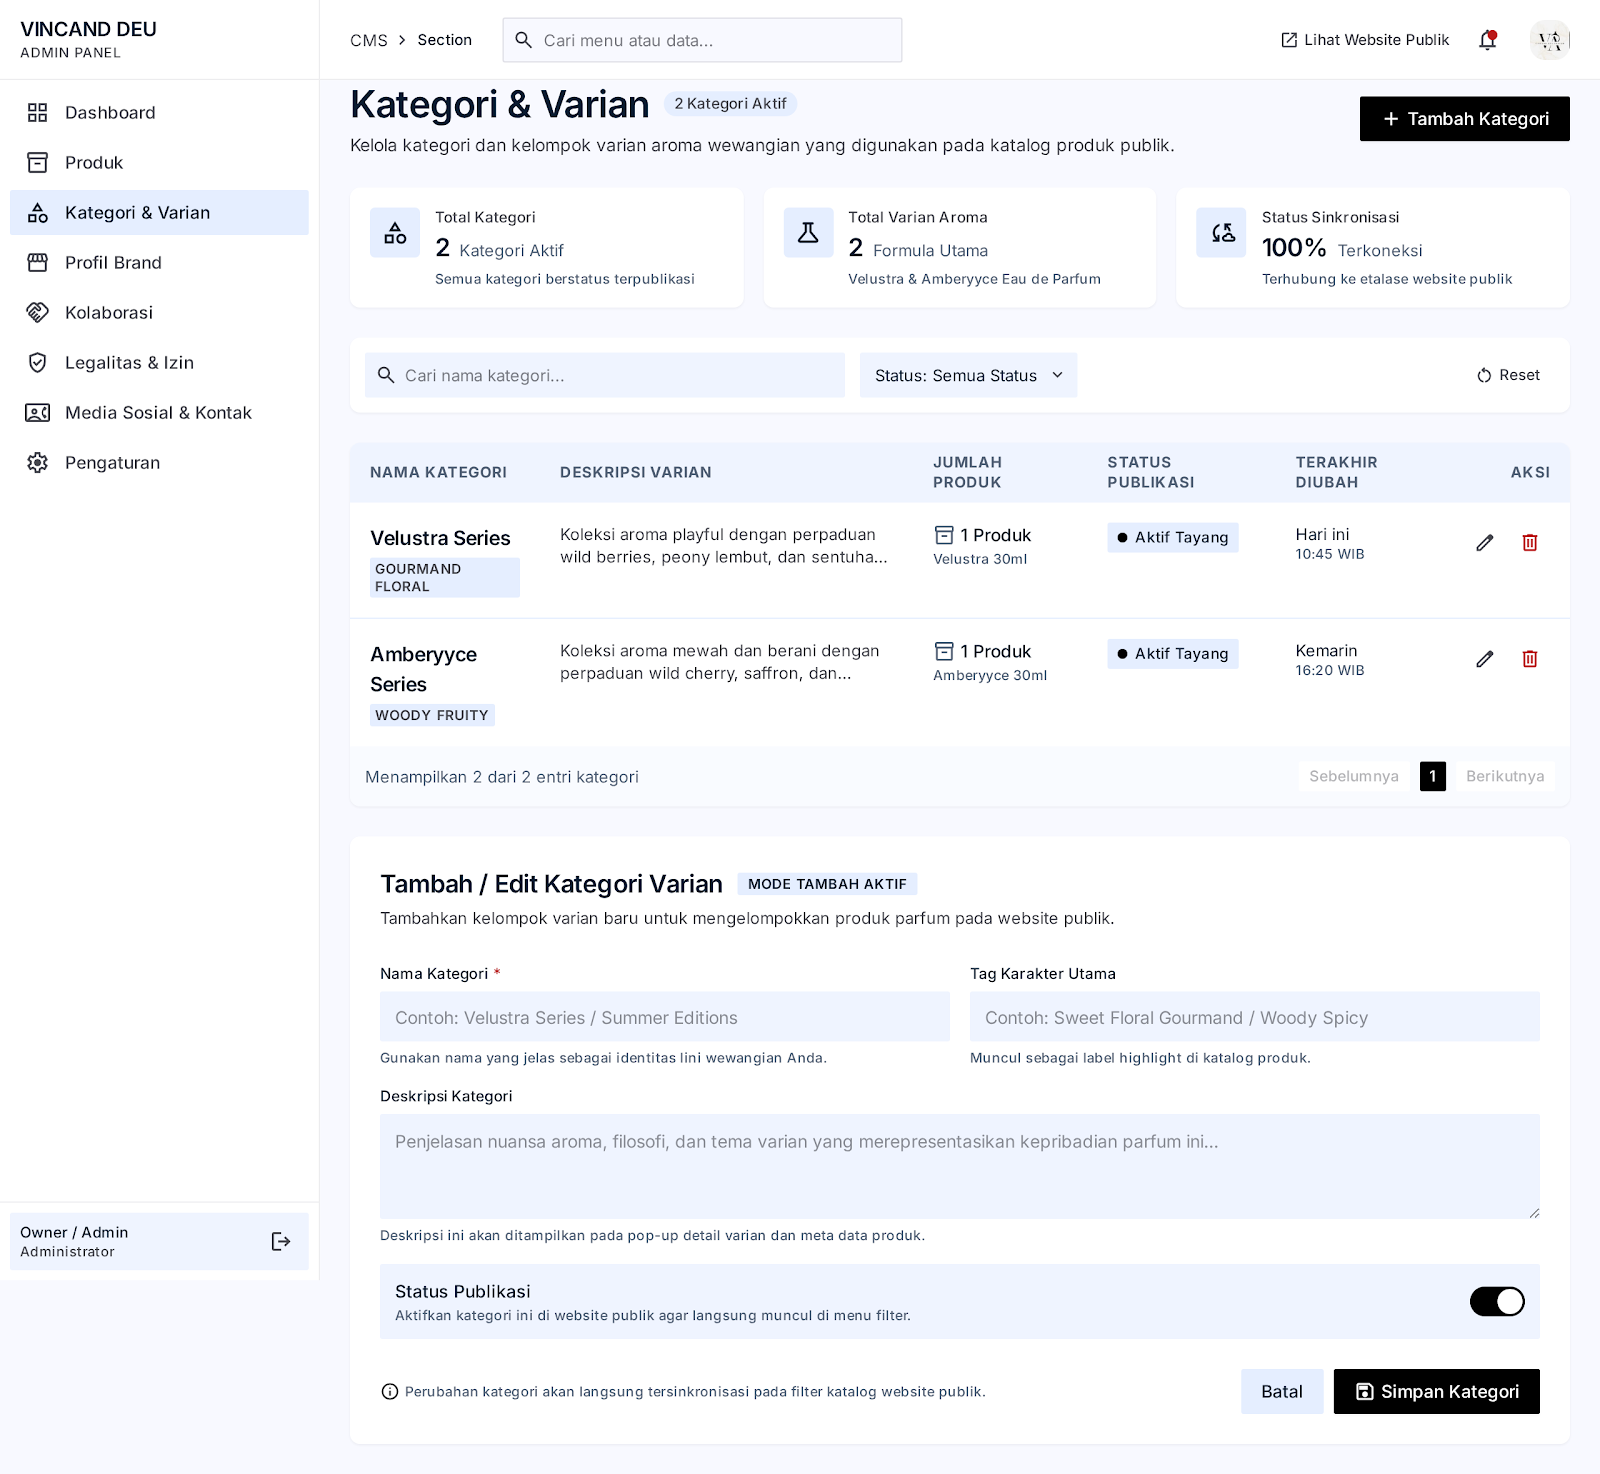 VINCAND DEU
ADMIN PANEL
CMS
Section
Cari menu atau data...
Lihat Website Publik
Dashboard
Produk
Kategori & Varian
Profil Brand
Kolaborasi
Legalitas & Izin
Media Sosial & Kontak
Pengaturan
Owner / Admin
Administrator
Kategori & Varian
2 Kategori Aktif
Kelola kategori dan kelompok varian aroma wewangian yang digunakan pada katalog produk publik.
Tambah Kategori
Total Kategori
2 Kategori Aktif
Semua kategori berstatus terpublikasi
Total Varian Aroma
2 Formula Utama
Velustra & Amberyyce Eau de Parfum
Status Sinkronisasi
100% Terkoneksi
Terhubung ke etalase website publik
Cari nama kategori...
Status: Semua Status
Reset
NAMA KATEGORI
DESKRIPSI VARIAN
JUMLAH
PRODUK
STATUS
PUBLIKASI
TERAKHIR
DIUBAH
AKSI
Velustra Series
GOURMAND
FLORAL
Koleksi aroma playful dengan perpaduan
wild berries, peony lembut, dan sentuha...
1 Produk
Velustra 30ml
Aktif Tayang
Hari ini
10:45 WIB
Amberyyce
Series
WOODY FRUITY
Koleksi aroma mewah dan berani dengan
perpaduan wild cherry, saffron, dan...
1 Produk
Amberyyce 30ml
Aktif Tayang
Kemarin
16:20 WIB
Menampilkan 2 dari 2 entri kategori
Sebelumnya
1
Berikutnya
Tambah / Edit Kategori Varian
MODE TAMBAH AKTIF
Tambahkan kelompok varian baru untuk mengelompokkan produk parfum pada website publik.
Nama Kategori *
Contoh: Velustra Series / Summer Editions
Gunakan nama yang jelas sebagai identitas lini wewangian Anda.
Tag Karakter Utama
Contoh: Sweet Floral Gourmand / Woody Spicy
Muncul sebagai label highlight di katalog produk.
Deskripsi Kategori
Penjelasan nuansa aroma, filosofi, dan tema varian yang merepresentasikan kepribadian parfum ini...
Deskripsi ini akan ditampilkan pada pop-up detail varian dan meta data produk.
Status Publikasi
Aktifkan kategori ini di website publik agar langsung muncul di menu filter.
Perubahan kategori akan langsung tersinkronisasi pada filter katalog website publik.
Batal
Simpan Kategori